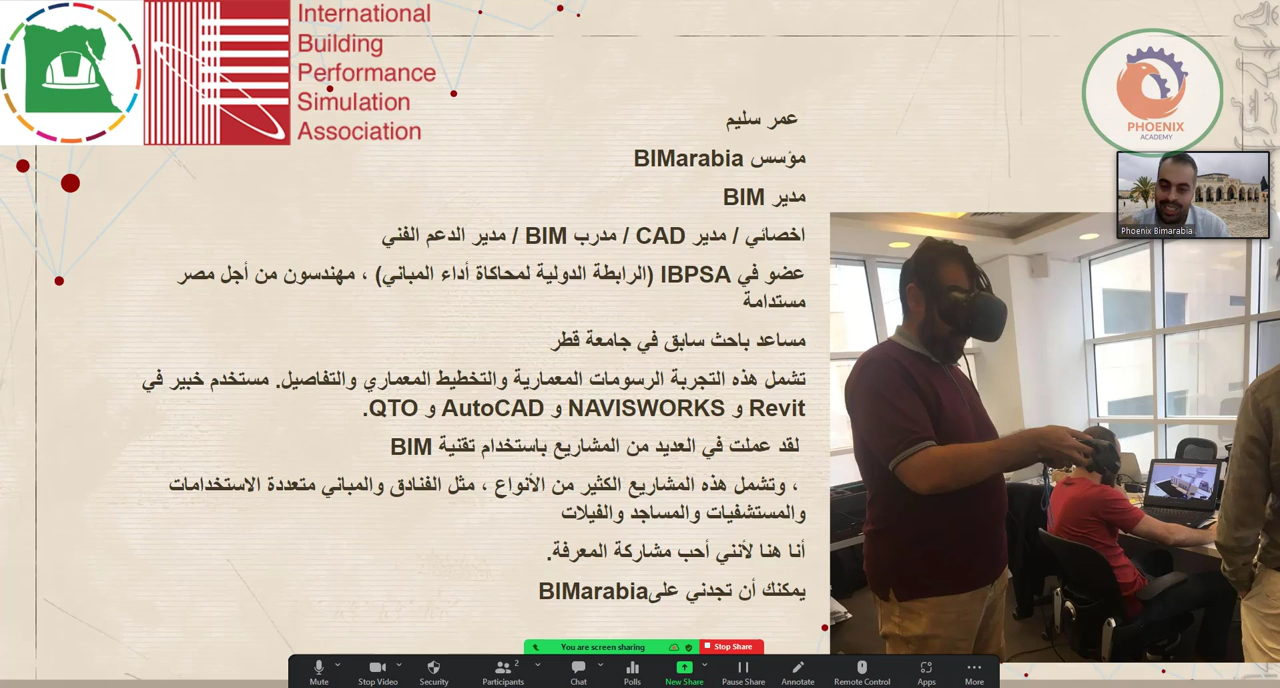 International
Building
Performance
Simulation
Association
PHOENIX
ACADEMY
عمر سليم
مؤسس BIMarabia
مدير BIM
اخصائي / مدير CAD / مدرب BIM / مدير الدعم الفني
عضو في IBPSA (الرابطة الدولية لمحاكاة أداء المباني) ، مهندسون من أجل مصر
مستدامة
مساعد باحث سابق في جامعة قطر
تشمل هذه التجربة الرسومات المعمارية والتخطيط المعماري والتفاصيل. مستخدم خبير في
Revit و NAVISWORKS و AutoCAD و QTO.
لقد عملت في العديد من المشاريع باستخدام تقنية BIM
، وتشمل هذه المشاريع الكثير من الأنواع ، مثل الفنادق والمباني متعددة الاستخدامات
والمستشفيات والمساجد والفيلات
أنا هنا لأنني أحب مشاركة المعرفة.
يمكنك أن تجدني علىBIMarabia
Phoenix Bimarabia
You are screen sharing
Stop Share
Mute
Stop Video
Security
Participants
2
Chat
Polls
New Share
Pause Share
Annotate
Remote Control
Apps
More